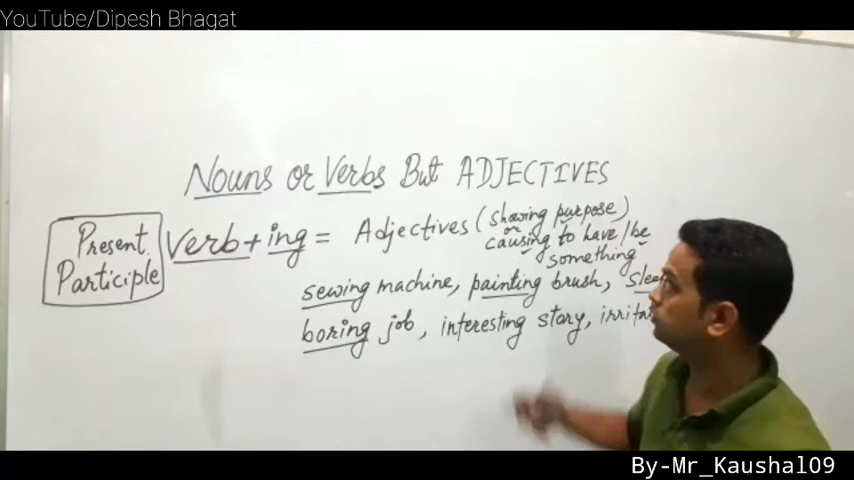 YouTube/Dipesh Bhagat
Nouns or Verbs But ADJECTIVES
Present
Participle
Verb + ing = Adjectives (showing purpose)
or
causing to have / be
something
sewing machine, painting brush,
boring job, interesting story,
By-Mr_Kaushal09